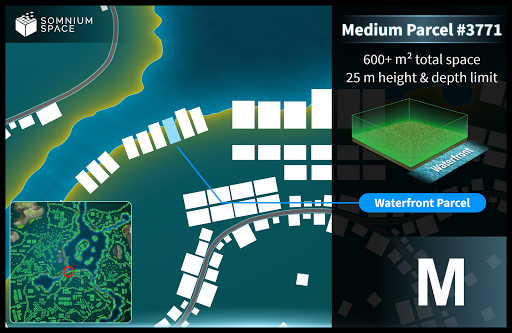 SOMNIUM
SPACE
Medium Parcel #3771
600+ m² total space
25 m height & depth limit
Waterfront
Waterfront Parcel
M